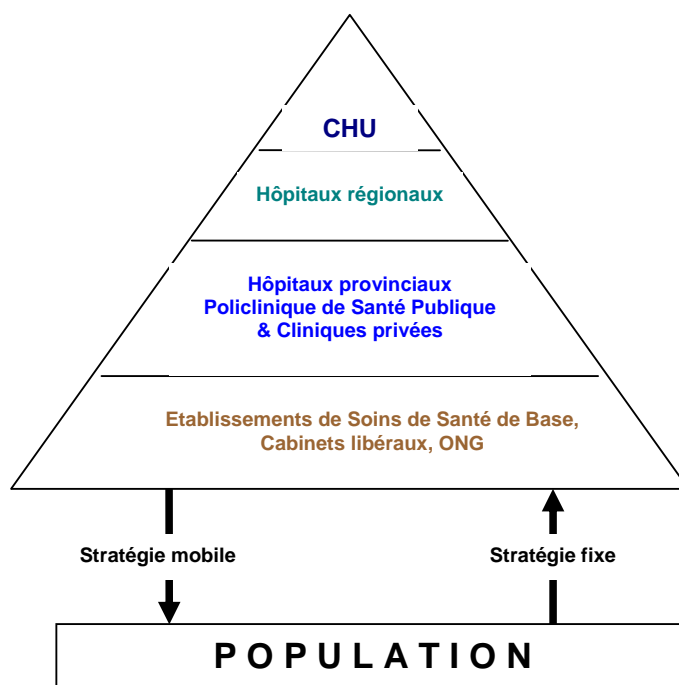 CHU
Hôpitaux régionaux
Hôpitaux provinciaux
Policlinique de Santé Publique
& Cliniques privées
Etablissements de Soins de Santé de Base,
Cabinets libéraux, ONG
Stratégie mobile
Stratégie fixe
POPULATION